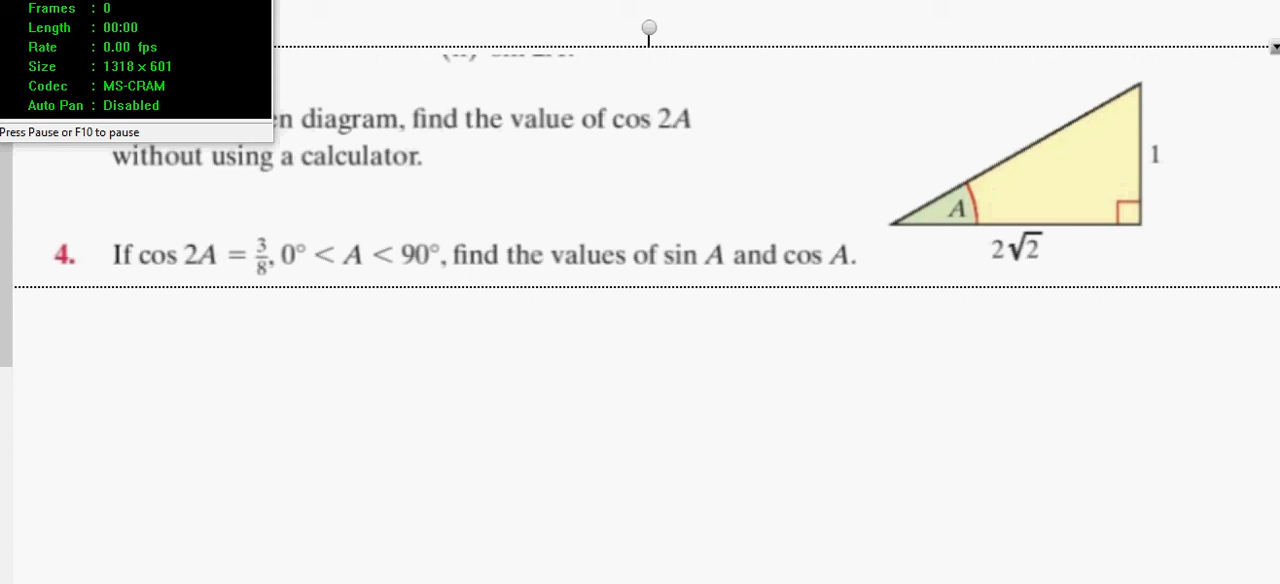 Frames : 0
Length : 00:00
Rate : 0.00 fps
Size : 1318 x 601
Codec : MS-CRAM
Auto Pan : Disabled
Press Pause or F10 to pause
diagram, find the value of cos 2A
without using a calculator.
1
A
2√2
4. If cos 2A = 3/8, 0° < A < 90°, find the values of sin A and cos A.